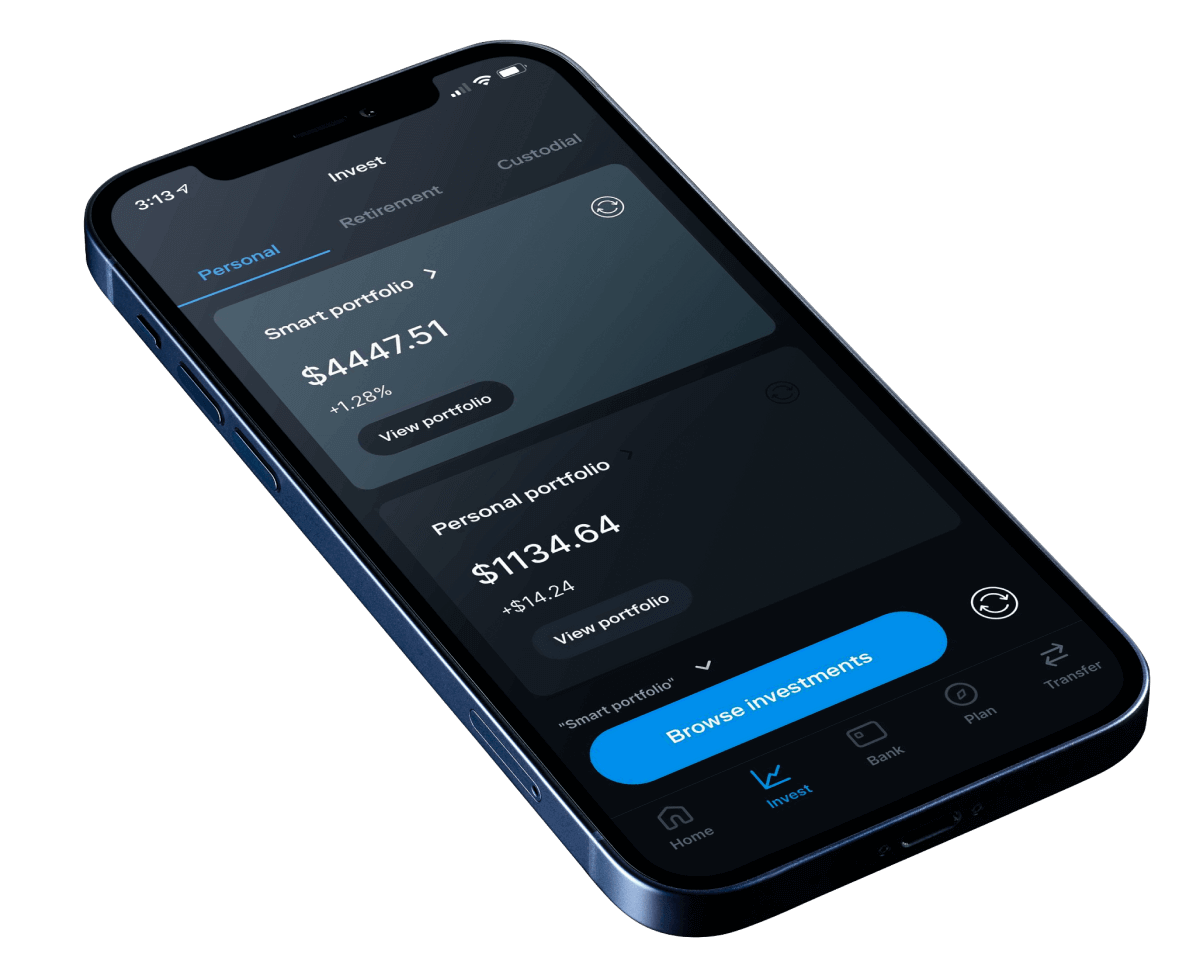 3:13
Invest
Personal
Retirement
Custodial
Smart portfolio
$4447.51
+1.28%
View portfolio
Personal portfolio
$1134.64
+$14.24
View portfolio
"Smart portfolio"
Browse investments
Home
Invest
Bank
Plan
Transfer